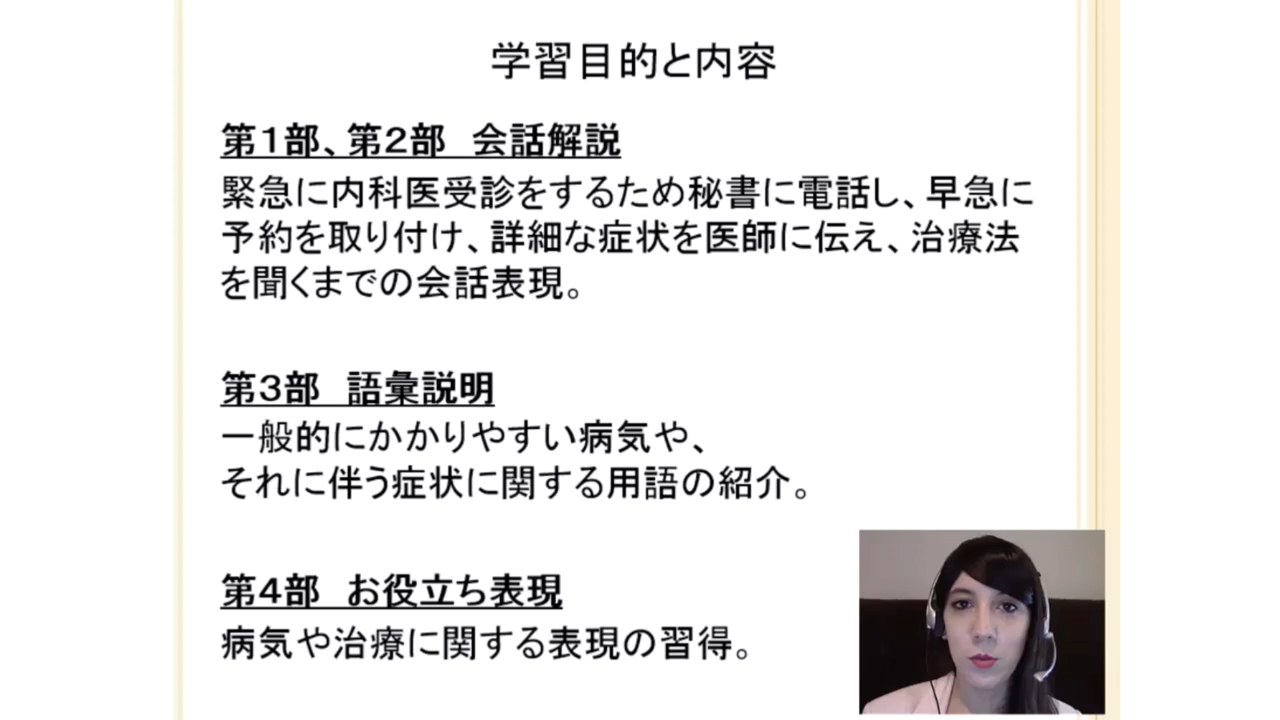 学習目的と内容
第1部、第2部　会話解説
緊急に内科医受診をするため秘書に電話し、早急に
予約を取り付け、詳細な症状を医師に伝え、治療法
を聞くまでの会話表現。
第3部　語彙説明
一般的にかかりやすい病気や、
それに伴う症状に関する用語の紹介。
第4部　お役立ち表現
病気や治療に関する表現の習得。